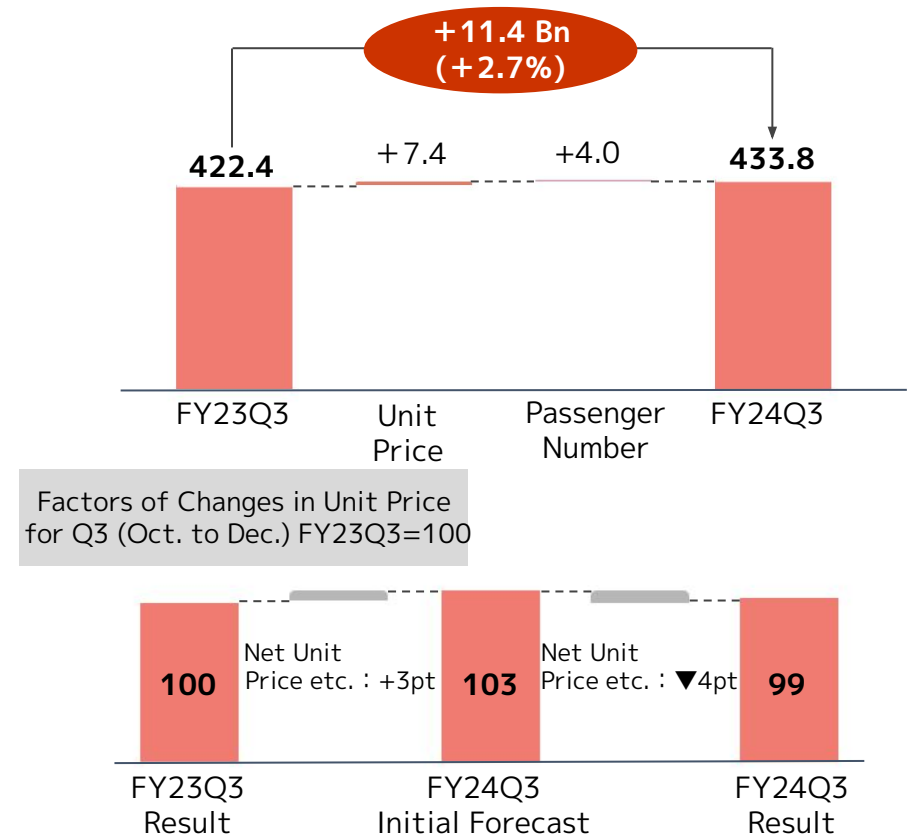 +11.4 Bn
(+2.7%)
422.4
+7.4
+4.0
433.8
FY23Q3
Unit
Price
Passenger
Number
FY24Q3
Factors of Changes in Unit Price
for Q3 (Oct. to Dec.) FY23Q3=100
100
Net Unit
Price etc.：+3pt
103
Net Unit
Price etc.：▼4pt
99
FY23Q3
Result
FY24Q3
Initial Forecast
FY24Q3
Result